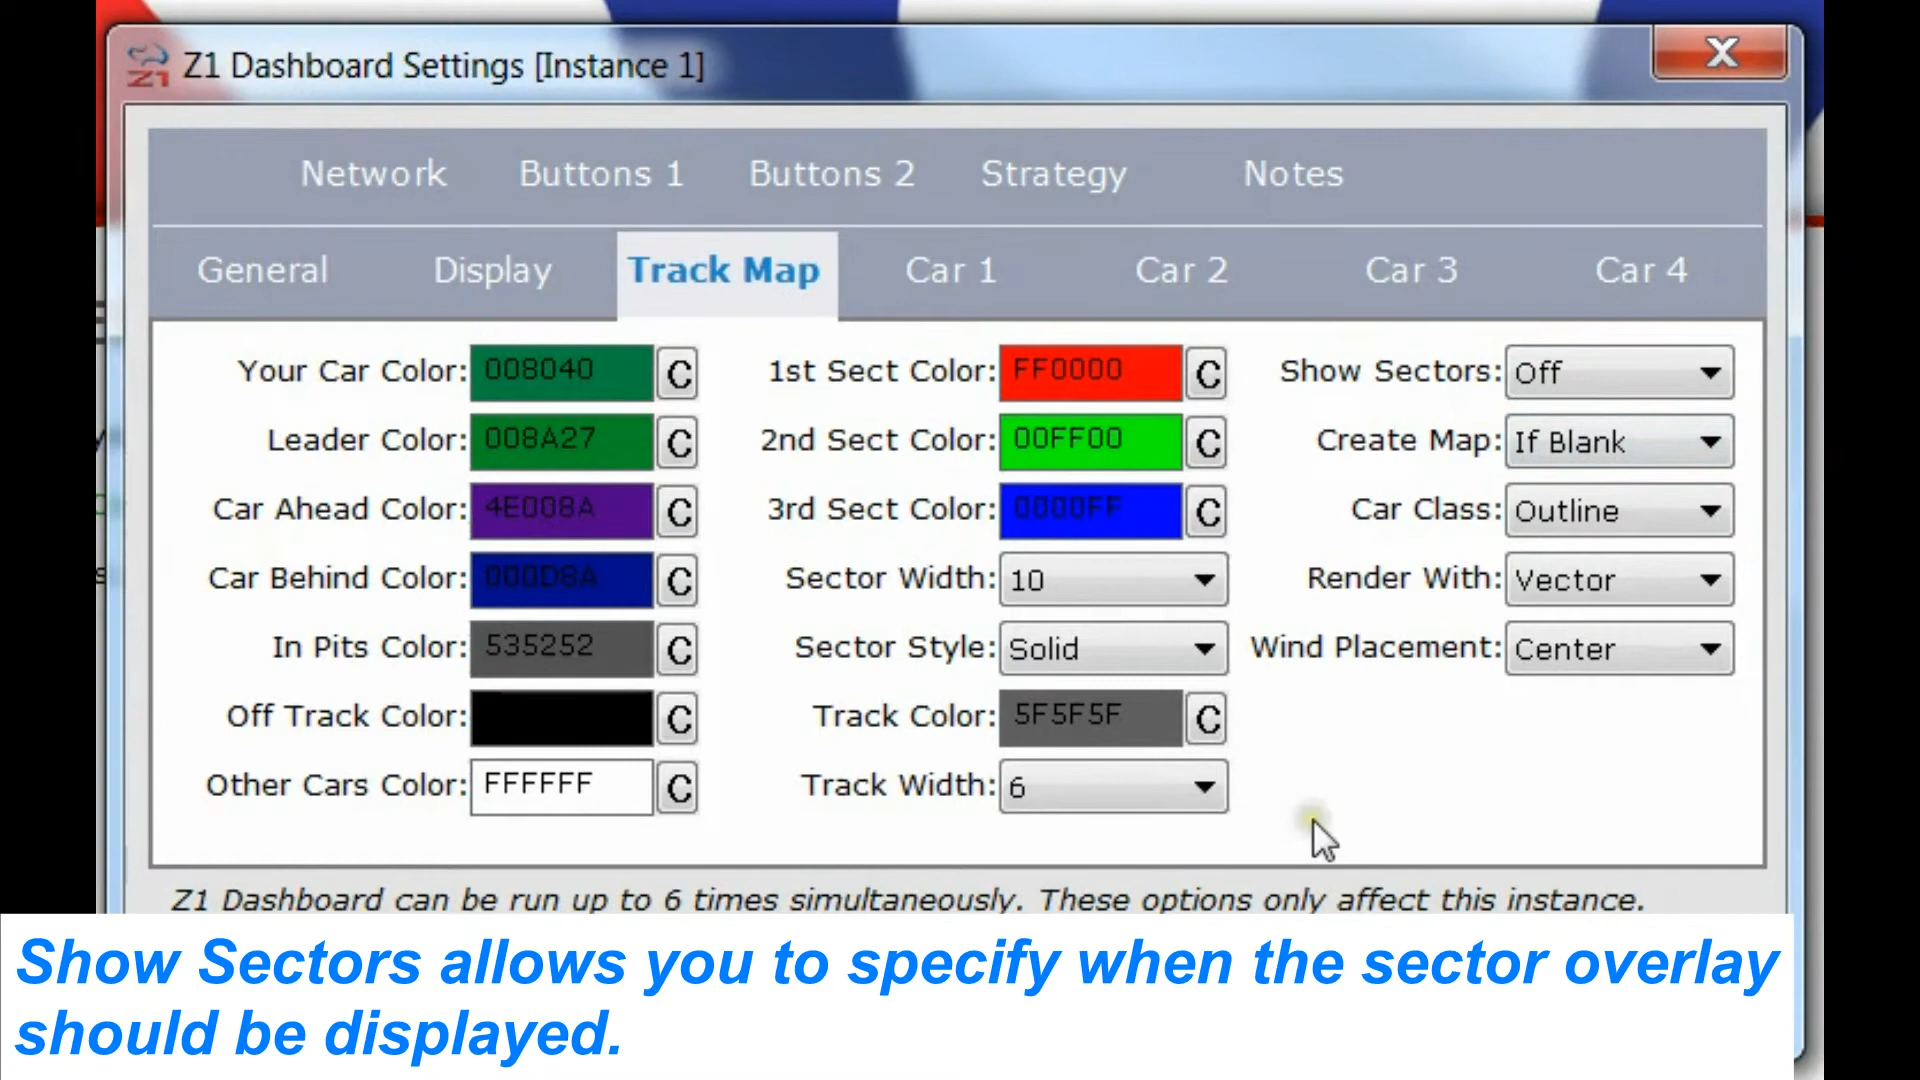 Z1 Dashboard Settings [Instance 1]
X
Z1
Network Buttons 1 Buttons 2 Strategy Notes
General Display Track Map Car 1 Car 2 Car 3 Car 4
Your Car Color: 008040 C 1st Sect Color: FF0000 C Show Sectors: Off
Leader Color: 008A27 C 2nd Sect Color: 00FF00 C Create Map: If Blank
Car Ahead Color: 4E008A C 3rd Sect Color: 0000FF C Car Class: Outline
Car Behind Color: 000D8A C Sector Width: 10 Render With: Vector
In Pits Color: 535252 C Sector Style: Solid Wind Placement: Center
Off Track Color: C Track Color: 5F5F5F C
Other Cars Color: FFFFFF C Track Width: 6
Z1 Dashboard can be run up to 6 times simultaneously. These options only affect this instance.
Show Sectors allows you to specify when the sector overlay
should be displayed.